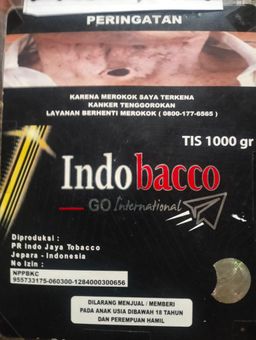 PERINGATAN
KARENA MEROKOK SAYA TERKENA
KANKER TENGGOROKAN
LAYANAN BERHENTI MEROKOK (0800-177-6565)
TIS 1000 gr
Indobacco
GO International
Diproduksi :
PR Indo Jaya Tobacco
Jepara - Indonesia
No Izin :
NPPBKC
955733175-060300-1284000300656
DILARANG MENJUAL / MEMBERI
PADA ANAK USIA DIBAWAH 18 TAHUN
DAN PEREMPUAN HAMIL